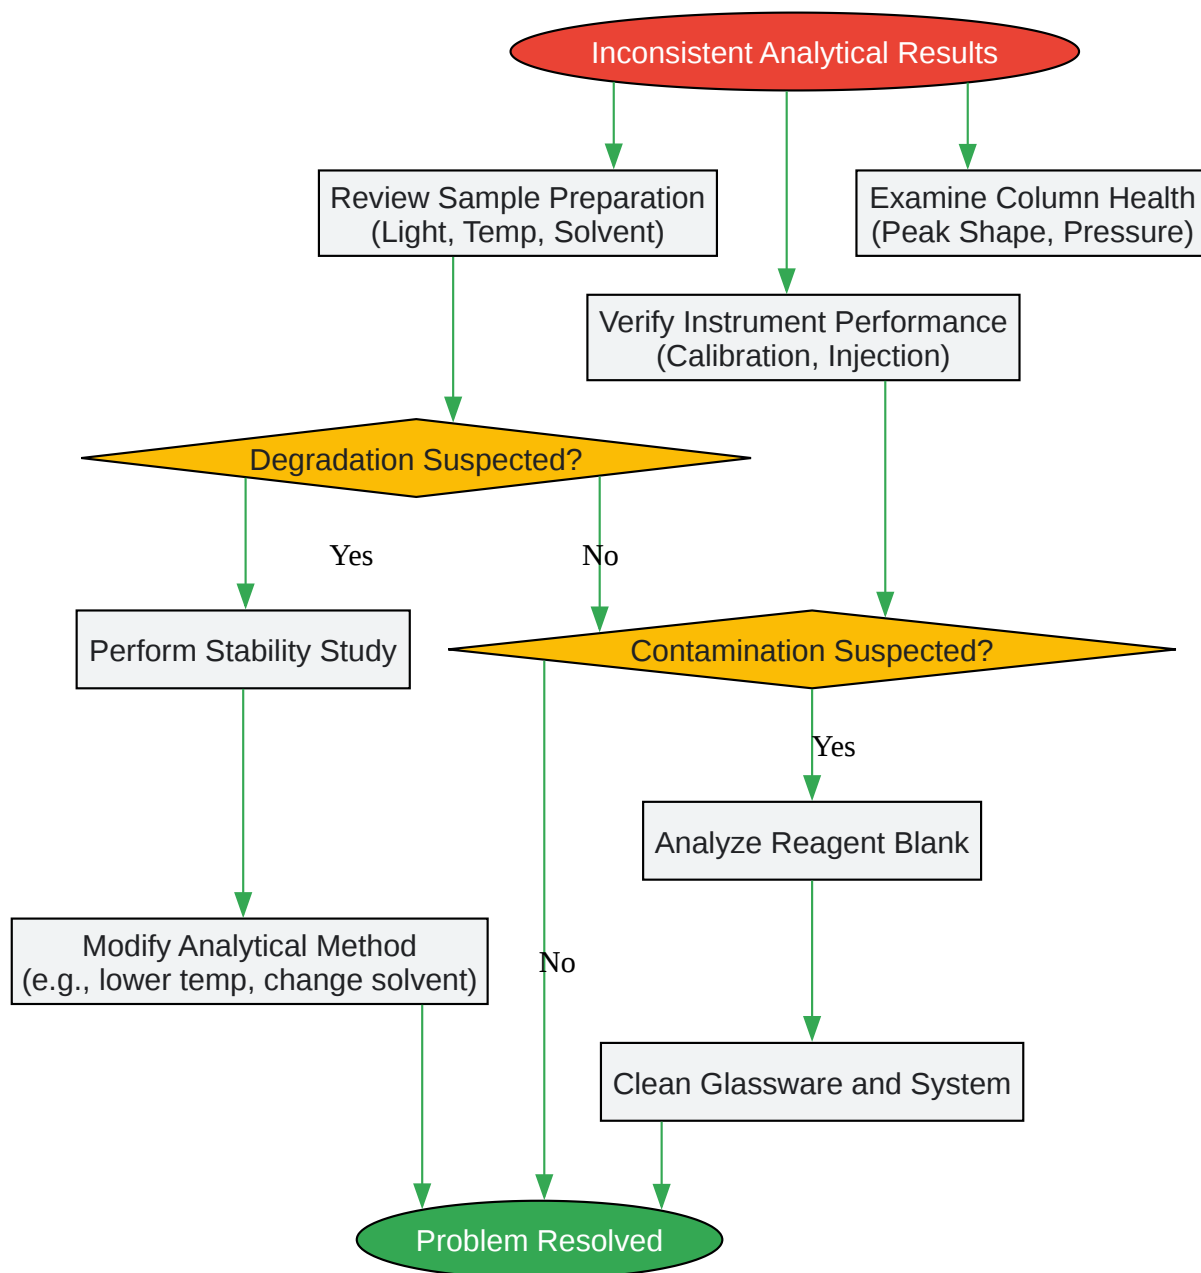 Inconsistent Analytical Results
Review Sample Preparation
(Light, Temp, Solvent)
Examine Column Health
(Peak Shape, Pressure)
Verify Instrument Performance
(Calibration, Injection)
Degradation Suspected?
Yes
No
Perform Stability Study
Contamination Suspected?
Yes
Analyze Reagent Blank
Modify Analytical Method
(e.g., lower temp, change solvent)
No
Clean Glassware and System
Problem Resolved